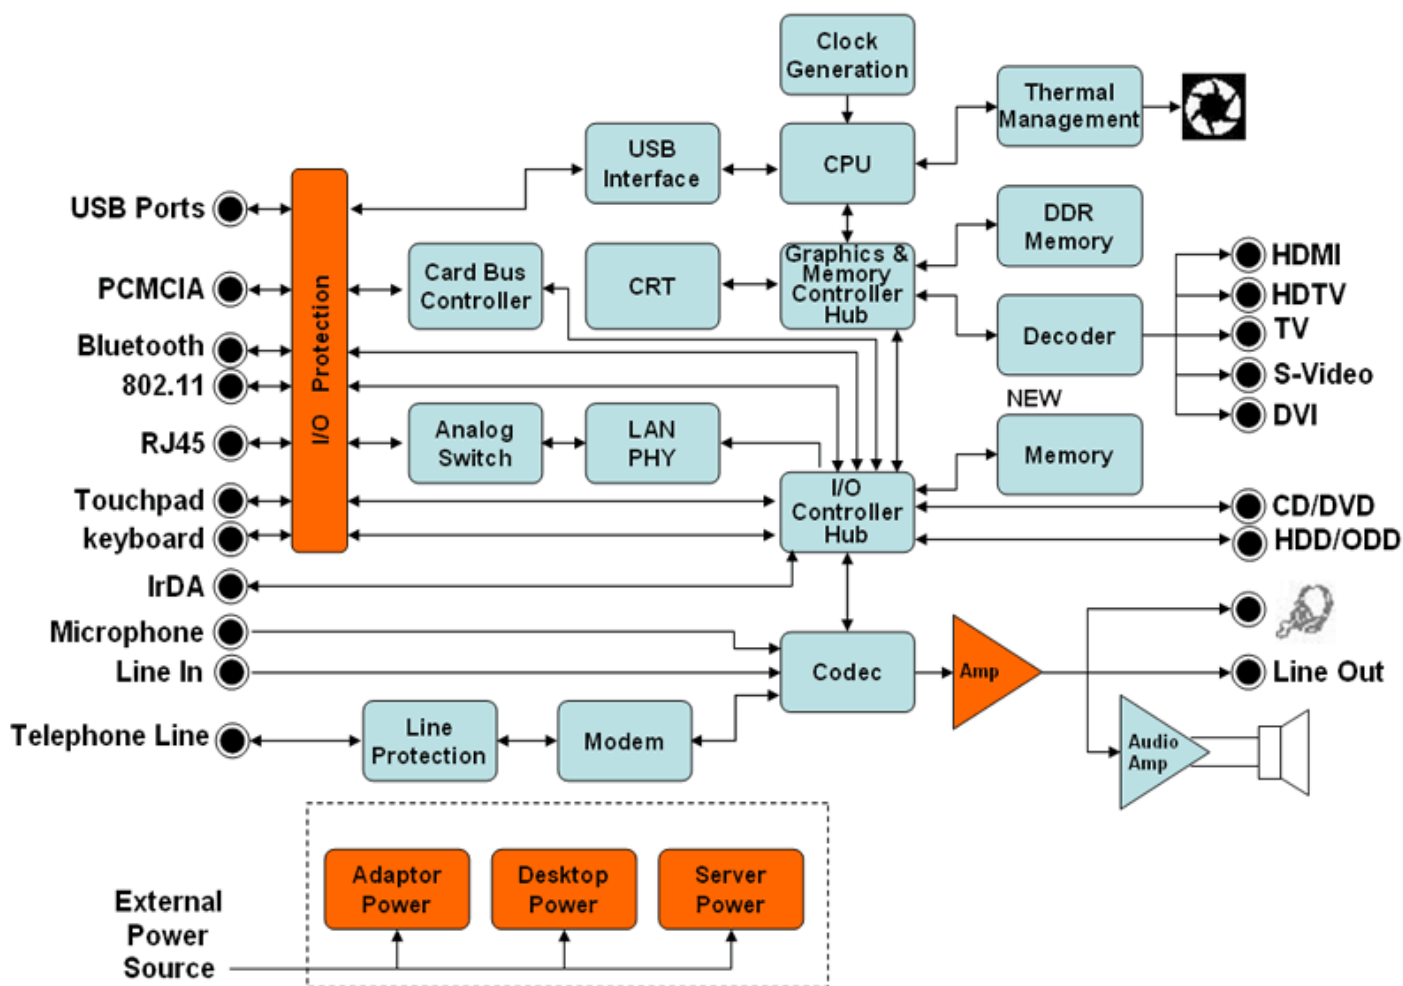 Clock
Generation
Thermal
Management
USB
Interface
CPU
USB Ports
DDR
Memory
PCMCIA
Card Bus
Controller
CRT
Graphics &
Memory
Controller
Hub
HDMI
HDTV
TV
S-Video
DVI
Decoder
Bluetooth
802.11
I/O Protection
NEW
RJ45
Analog
Switch
LAN
PHY
Memory
Touchpad
keyboard
I/O
Controller
Hub
CD/DVD
HDD/ODD
IrDA
Microphone
Line In
Codec
Amp
Line Out
Telephone Line
Line
Protection
Modem
Audio
Amp
Adaptor
Power
Desktop
Power
Server
Power
External
Power
Source